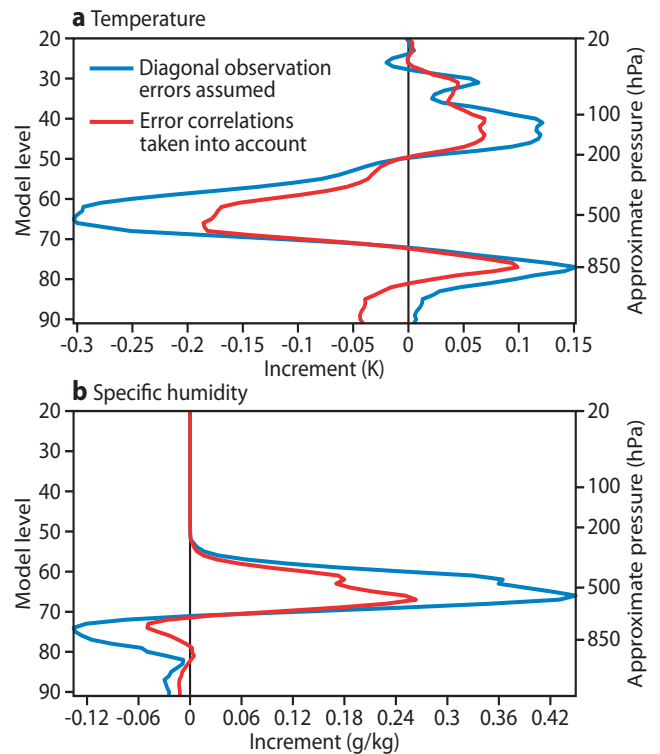 a Temperature
20
30
40
50
60
70
80
90
Model level
Diagonal observation
errors assumed
Error correlations
taken into account
20
100
200
500
850
Approximate pressure (hPa)
-0.3 -0.25 -0.2 -0.15 -0.1 -0.05 0 0.05 0.1 0.15
Increment (K)
b Specific humidity
20
30
40
50
60
70
80
90
Model level
20
100
200
500
850
Approximate pressure (hPa)
-0.12 -0.06 0 0.06 0.12 0.18 0.24 0.3 0.36 0.42
Increment (g/kg)